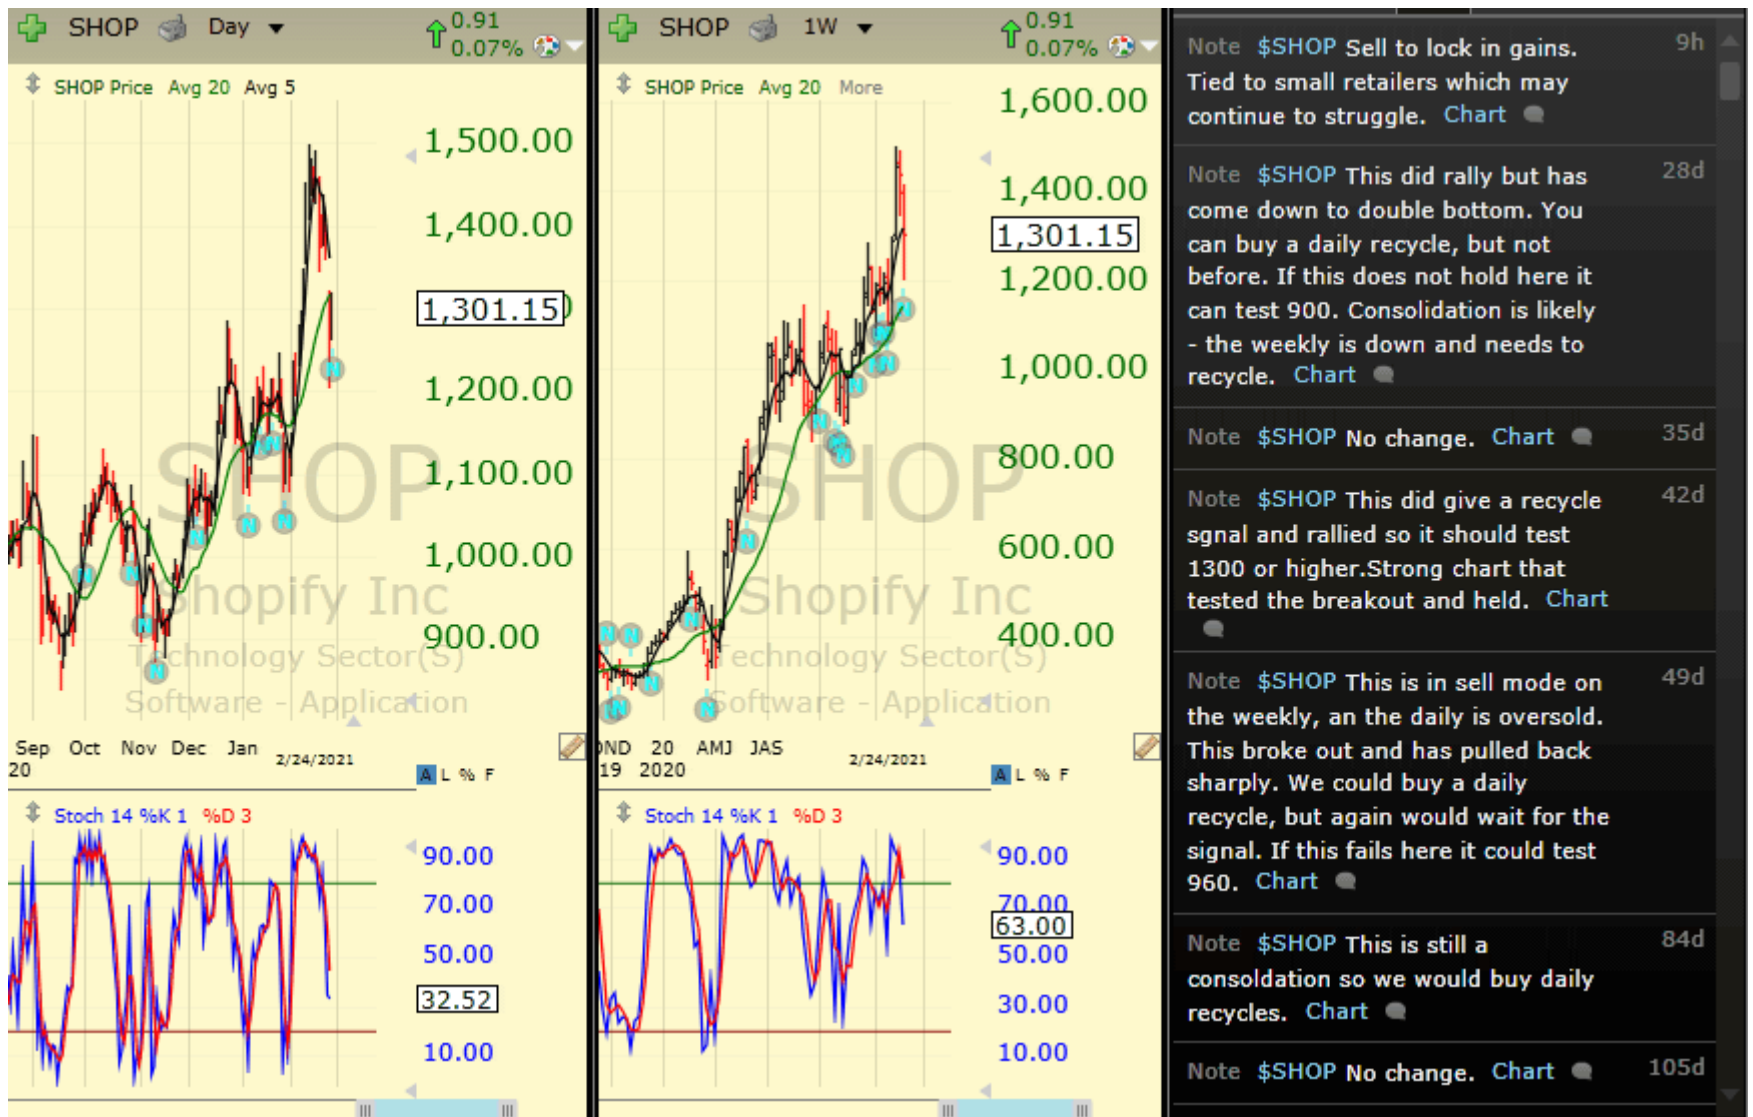 SHOP Day
0.91
0.07%
SHOP Price Avg 20 Avg 5
1,500.00
1,400.00
1,301.15
1,200.00
1,100.00
1,000.00
900.00
SHOP
Shopify Inc
Technology Sector(S)
Software - Application
Sep Oct Nov Dec Jan 2/24/2021
20
A L % F
Stoch 14 %K 1 %D 3
90.00
70.00
50.00
32.52
10.00
SHOP 1W
0.91
0.07%
SHOP Price Avg 20 More
1,600.00
1,400.00
1,301.15
1,200.00
1,000.00
800.00
600.00
400.00
SHOP
Shopify Inc
Technology Sector(S)
Software - Application
OND 20 AMJ JAS 2/24/2021
19 2020
A L % F
Stoch 14 %K 1 %D 3
90.00
70.00
63.00
50.00
30.00
10.00
Note $SHOP Sell to lock in gains. 9h
Tied to small retailers which may
continue to struggle. Chart
Note $SHOP This did rally but has 28d
come down to double bottom. You
can buy a daily recycle, but not
before. If this does not hold here it
can test 900. Consolidation is likely
- the weekly is down and needs to
recycle. Chart
Note $SHOP No change. Chart 35d
Note $SHOP This did give a recycle 42d
sgnal and rallied so it should test
1300 or higher.Strong chart that
tested the breakout and held. Chart
Note $SHOP This is in sell mode on 49d
the weekly, an the daily is oversold.
This broke out and has pulled back
sharply. We could buy a daily
recycle, but again would wait for the
signal. If this fails here it could test
960. Chart
Note $SHOP This is still a 84d
consoldation so we would buy daily
recycles. Chart
Note $SHOP No change. Chart 105d